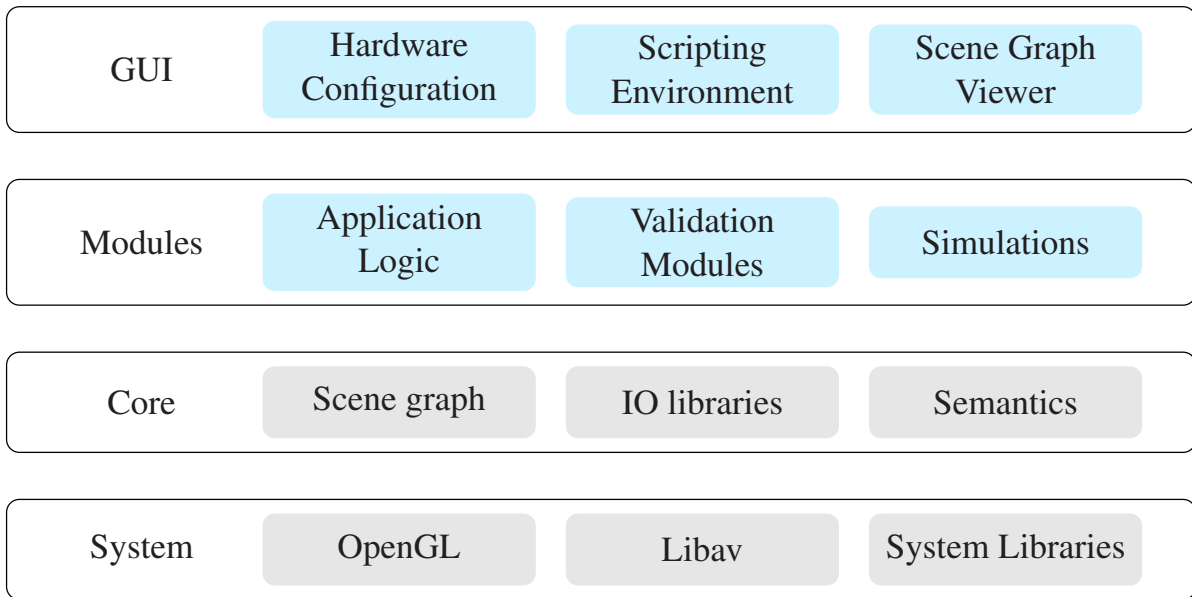 GUI
Hardware
Configuration
Scripting
Environment
Scene Graph
Viewer
Modules
Application
Logic
Validation
Modules
Simulations
Core
Scene graph
IO libraries
Semantics
System
OpenGL
Libav
System Libraries